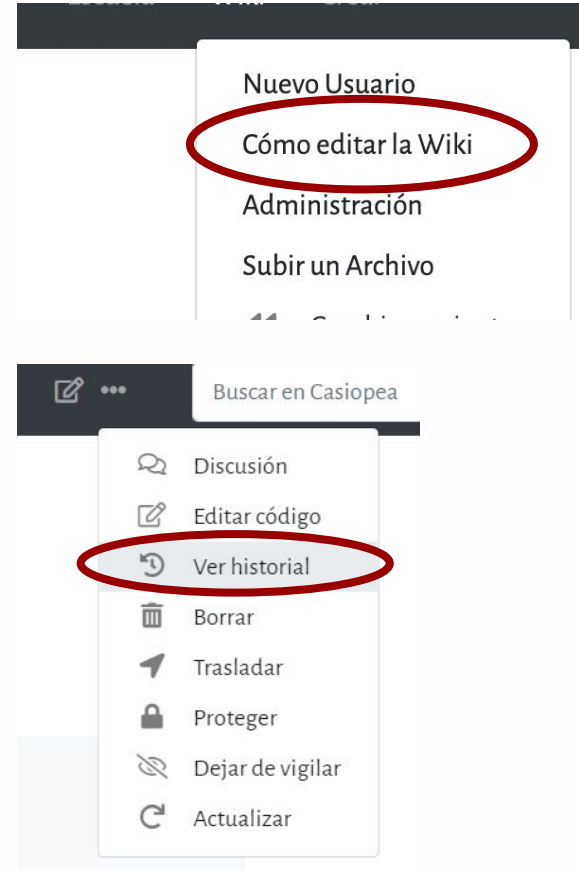 Nuevo Usuario
Cómo editar la Wiki
Administración
Subir un Archivo
Buscar en Casiopea
Discusión
Editar código
Ver historial
Borrar
Trasladar
Proteger
Dejar de vigilar
Actualizar